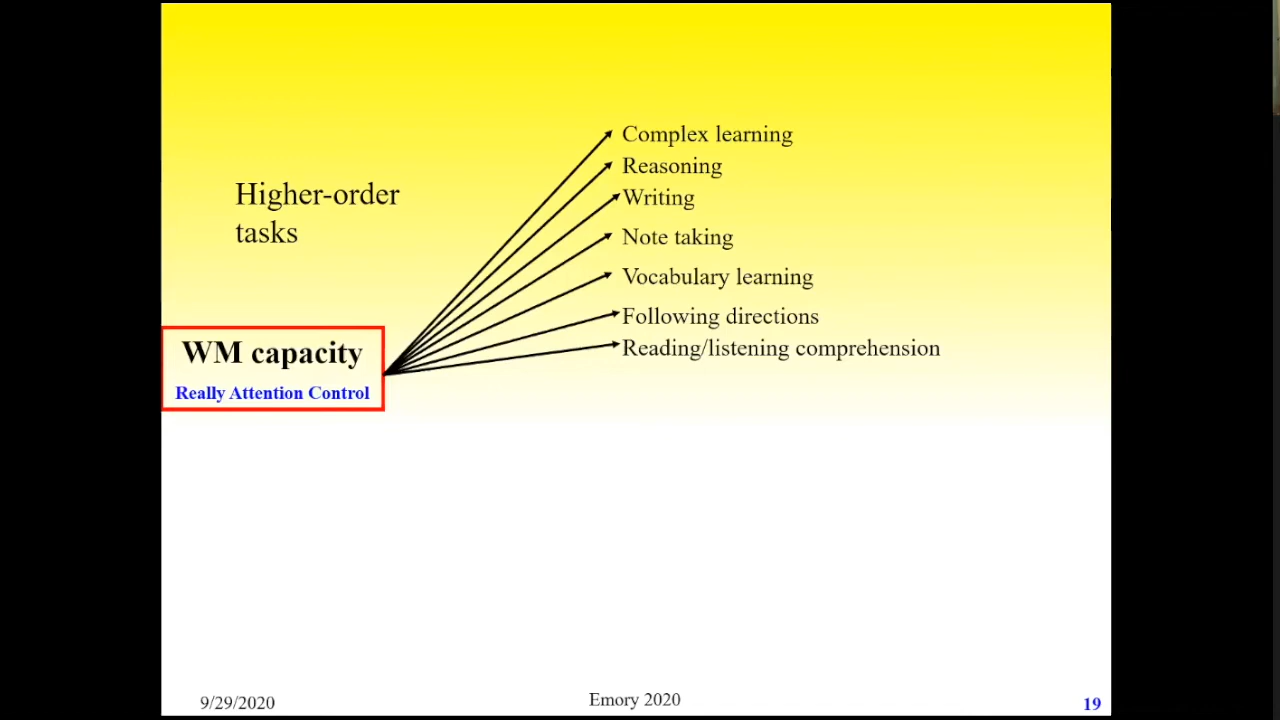 Complex learning
Reasoning
Writing
Note taking
Vocabulary learning
Following directions
Reading/listening comprehension
Higher-order
tasks
WM capacity
Really Attention Control
9/29/2020
Emory 2020
19